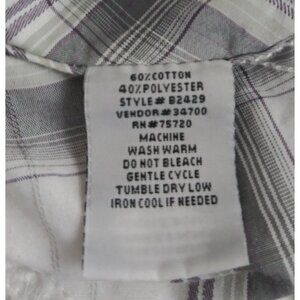 60%COTTON
40%POLYESTER
STYLE# B2429
VENDOR#34700
RN#75720
MACHINE
WASH WARM
DO NOT BLEACH
GENTLE CYCLE
TUMBLE DRY LOW
IRON COOL IF NEEDED